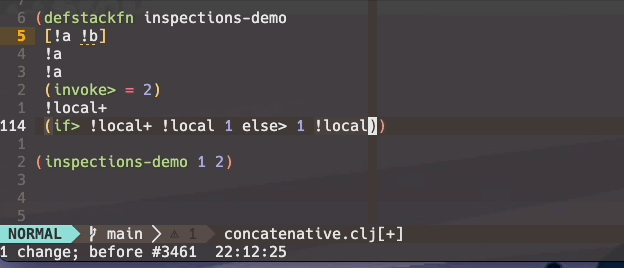 7
6 (defstackfn inspections-demo
5 [!a !b]
4 !a
3 !a
2 (invoke> = 2)
1 !local+
114 (if> !local+ !local 1 else> 1 !local))
1
2 (inspections-demo 1 2)
3
4
5
NORMAL main ⚠ 1 concatenative.clj[+]
1 change; before #3461 22:12:25